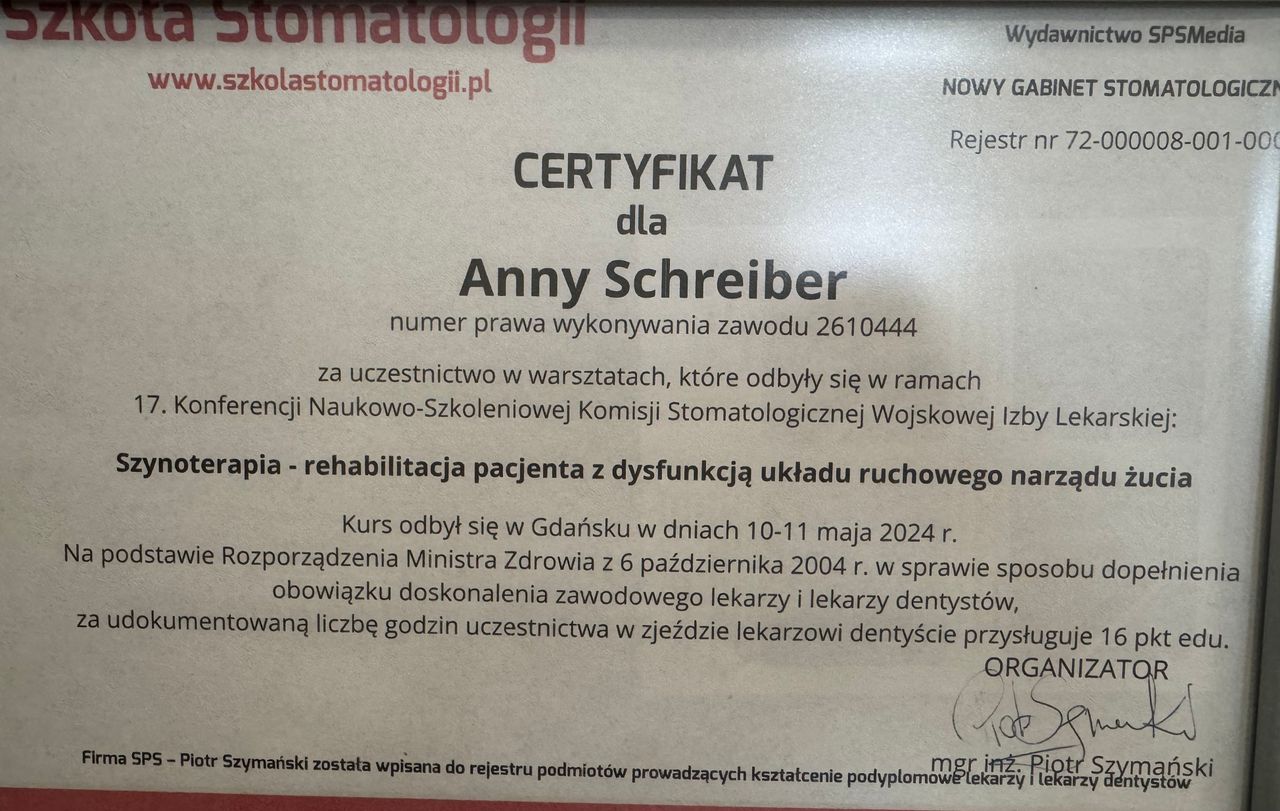 Szkoła Stomatologii
www.szkolastomatologii.pl
Wydawnictwo SPSMedia
NOWY GABINET STOMATOLOGICZN
Rejestr nr 72-000008-001-000
CERTYFIKAT
dla
Anny Schreiber
numer prawa wykonywania zawodu 2610444
za uczestnictwo w warsztatach, które odbyły się w ramach
17. Konferencji Naukowo-Szkoleniowej Komisji Stomatologicznej Wojskowej Izby Lekarskiej:
Szynoterapia - rehabilitacja pacjenta z dysfunkcją układu ruchowego narządu żucia
Kurs odbył się w Gdańsku w dniach 10-11 maja 2024 r.
Na podstawie Rozporządzenia Ministra Zdrowia z 6 października 2004 r. w sprawie sposobu dopełnienia
obowiązku doskonalenia zawodowego lekarzy i lekarzy dentystów,
za udokumentowaną liczbę godzin uczestnictwa w zjeździe lekarzowi dentyście przysługuje 16 pkt edu.
ORGANIZATOR
mgr inż. Piotr Szymański
Firma SPS – Piotr Szymański została wpisana do rejestru podmiotów prowadzących kształcenie podyplomowe lekarzy i lekarzy dentystów